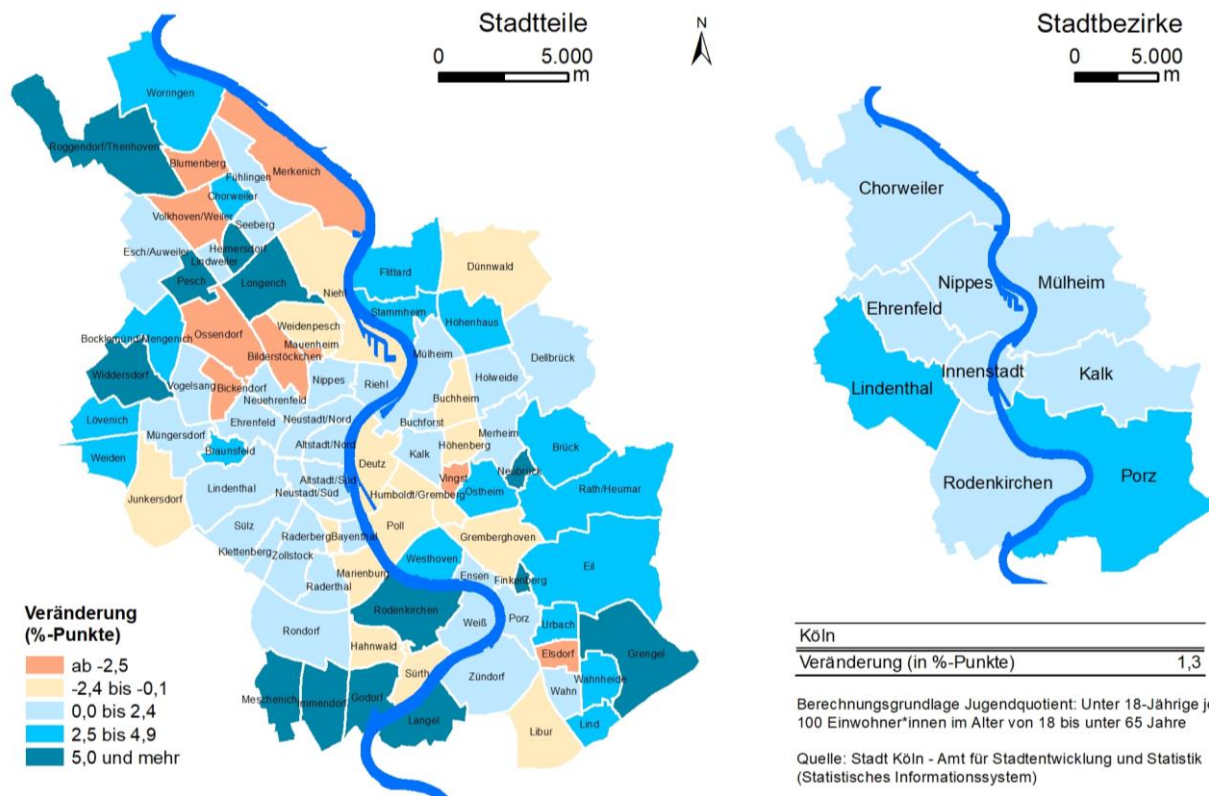 Stadtteile
0 5.000
m
N
Worringen
Roggendorf/Thenhoven
Blumenberg
Merkenich
Fühlingen
Chorweiler
Volkhoven/Weiler
Seeberg
Heimersdorf
Esch/Auweiler
Lindweiler
Pesch
Longerich
Flittard
Dünnwald
Niehl
Stammheim
Höhenhaus
Ossendorf
Weidenpesch
Bocklemünd/Mengenich
Mauenheim
Bilderstöckchen
Mülheim
Dellbrück
Widdersdorf
Vogelsang
Bickendorf
Nippes
Riehl
Holweide
Neuehrenfeld
Buchheim
Lövenich
Ehrenfeld
Neustadt/Nord
Buchforst
Müngersdorf
Merheim
Altstadt/Nord
Höhenberg
Brück
Braunsfeld
Kalk
Weiden
Deutz
Neubrück
Vingst
Altstadt/Süd
Lindenthal
Neustadt/Süd
Ostheim
Rath/Heumar
Junkersdorf
Humboldt/Gremberg
Sülz
Poll
Raderberg
Bayenthal
Gremberghoven
Klettenberg
Zollstock
Westhoven
Eil
Marienburg
Ensen
Finkenberg
Raderthal
Rodenkirchen
Weiß
Porz
Urbach
Rondorf
Hahnwald
Elsdorf
Grengel
Sürth
Zündorf
Wahn
Wahnheide
Meschenich
Immendorf
Godorf
Langel
Libur
Lind
Veränderung
(%-Punkte)
ab -2,5
-2,4 bis -0,1
0,0 bis 2,4
2,5 bis 4,9
5,0 und mehr
Stadtbezirke
0 5.000
m
Chorweiler
Nippes
Mülheim
Ehrenfeld
Lindenthal
Innenstadt
Kalk
Rodenkirchen
Porz
Köln
Veränderung (in %-Punkte) 1,3
Berechnungsgrundlage Jugendquotient: Unter 18-Jährige
100 Einwohner*innen im Alter von 18 bis unter 65 Jahre
Quelle: Stadt Köln - Amt für Stadtentwicklung und Statistik
(Statistisches Informationssystem)